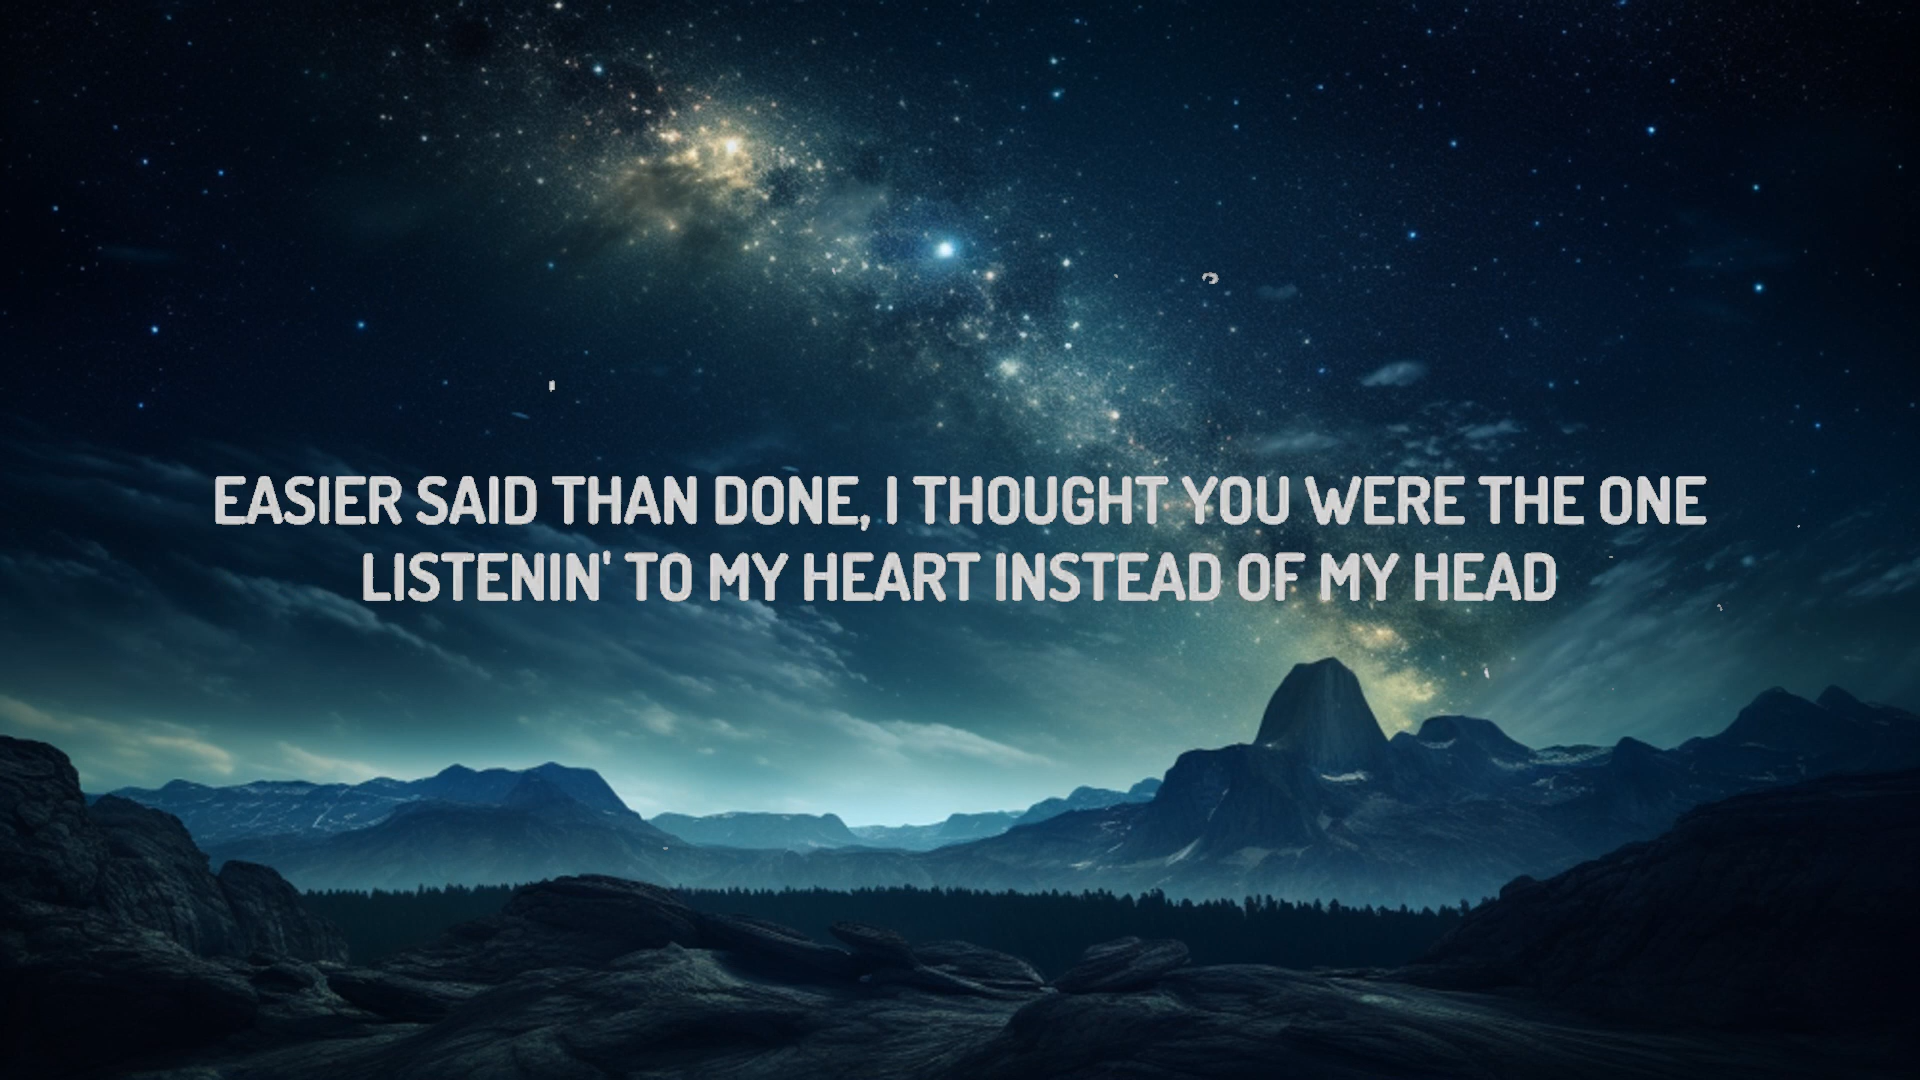 EASIER SAID THAN DONE, I THOUGHT YOU WERE THE ONE
LISTENIN' TO MY HEART INSTEAD OF MY HEAD